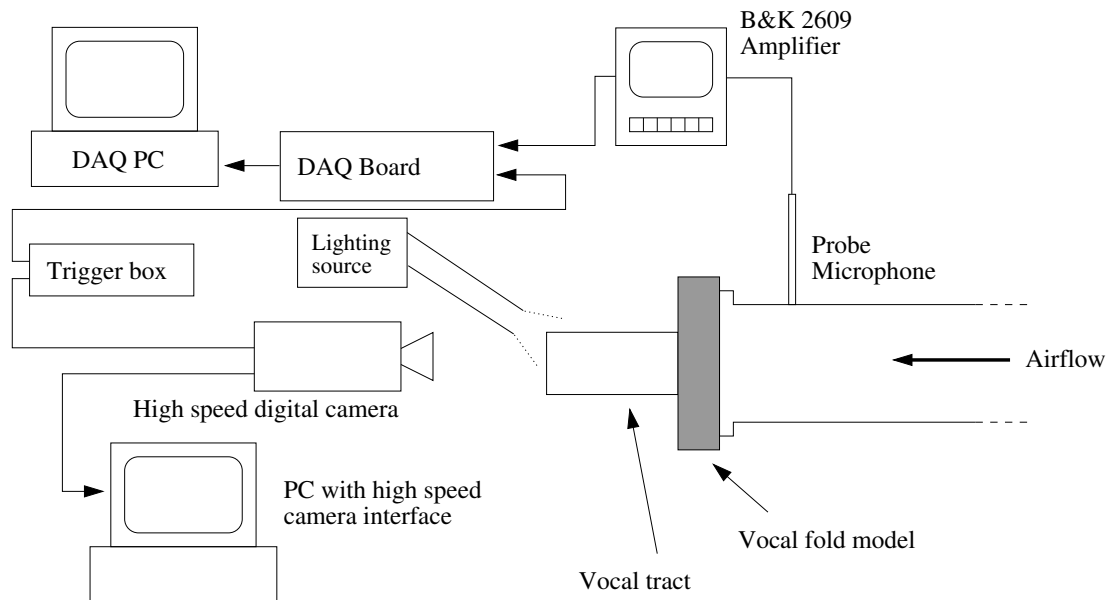 B&K 2609
Amplifier
DAQ PC
DAQ Board
Lighting
source
Probe
Microphone
Trigger box
Airflow
High speed digital camera
PC with high speed
camera interface
Vocal fold model
Vocal tract